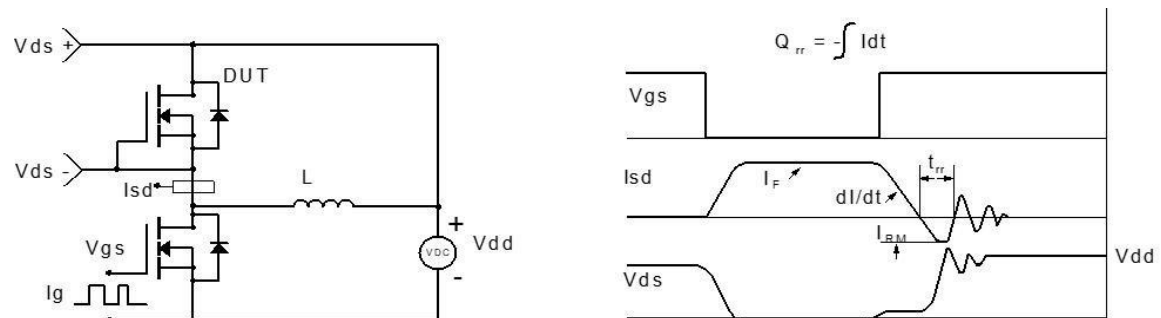 Vds +
DUT
Vds -
Isd
L
Vgs
Ig
VDC
+
-
Vdd
Q rr = -∫ Idt
Vgs
Isd
I F
dI/dt
t rr
I RM
Vds
Vdd